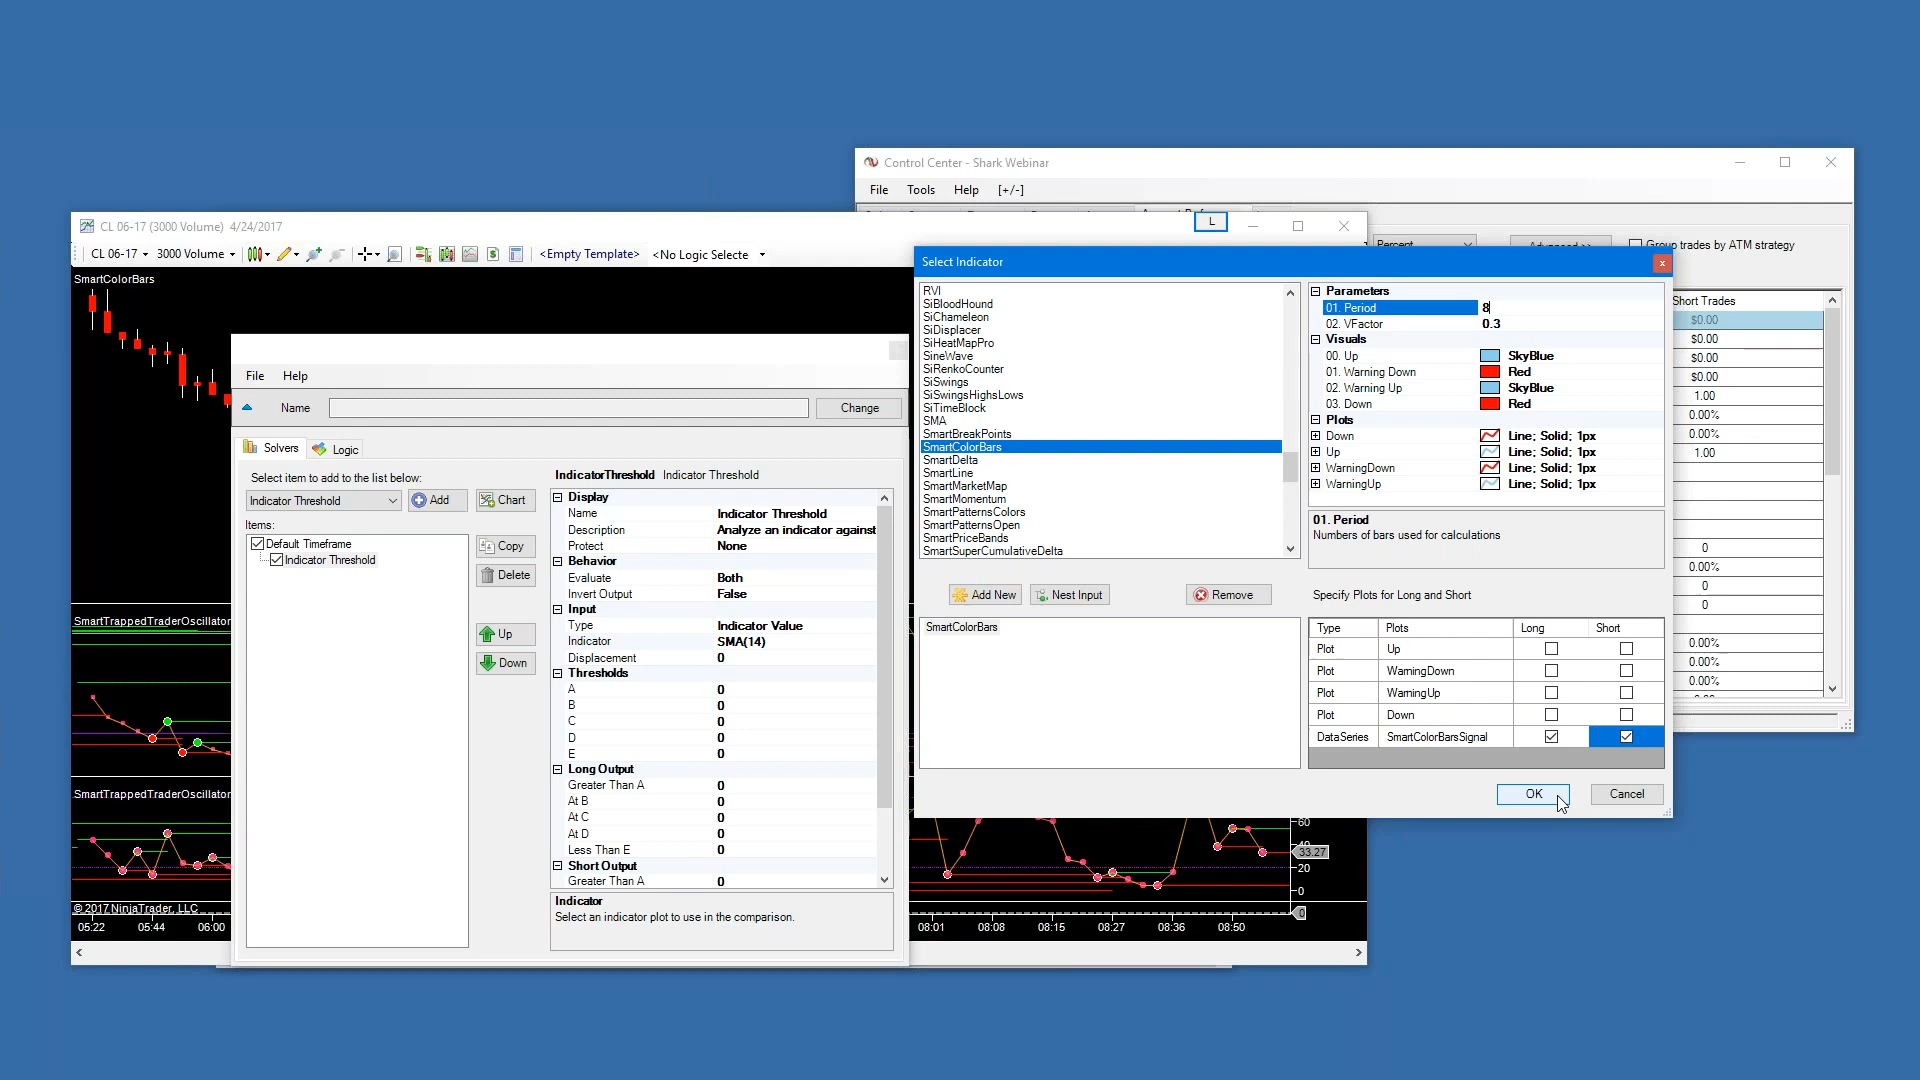 Control Center - Shark Webinar
File Tools Help [+/-]
CL 06-17 (3000 Volume) 4/24/2017
L
CL 06-17 3000 Volume <Empty Template> <No Logic Selecte
Percent
Group trades by ATM strategy
SmartColorBars
Select Indicator
RVI
SiBloodHound
SiChameleon
SiDisplacer
SiHeatMapPro
SineWave
SiRenkoCounter
SiSwings
SiSwingsHighsLows
SiTimeBlock
SMA
SmartBreakPoints
SmartColorBars
SmartDelta
SmartLine
SmartMarketMap
SmartMomentum
SmartPatternsColors
SmartPatternsOpen
SmartPriceBands
SmartSuperCumulativeDelta
Parameters
01. Period 8
02. VFactor 0.3
Visuals
00. Up SkyBlue
01. Warning Down Red
02. Warning Up SkyBlue
03. Down Red
Plots
Down Line; Solid; 1px
Up Line; Solid; 1px
WarningDown Line; Solid; 1px
WarningUp Line; Solid; 1px
01. Period
Numbers of bars used for calculations
Add New Nest Input Remove
Specify Plots for Long and Short
SmartColorBars
Type Plots Long Short
Plot Up
Plot WarningDown
Plot WarningUp
Plot Down
DataSeries SmartColorBarsSignal
OK Cancel
Short Trades
$0.00
$0.00
$0.00
$0.00
1.00
0.00%
0.00%
1.00
0
0.00%
0
0
0.00%
0.00%
0.00%
File Help
Name Change
Solvers Logic
Select item to add to the list below:
Indicator Threshold Add Chart
Items:
Default Timeframe
Indicator Threshold
Copy
Delete
Up
Down
IndicatorThreshold Indicator Threshold
Display
Name Indicator Threshold
Description Analyze an indicator against
Protect None
Behavior
Evaluate Both
Invert Output False
Input
Type Indicator Value
Indicator SMA(14)
Displacement 0
Thresholds
A 0
B 0
C 0
D 0
E 0
Long Output
Greater Than A 0
At B 0
At C 0
At D 0
Less Than E 0
Short Output
Greater Than A 0
Indicator
Select an indicator plot to use in the comparison.
SmartTrappedTraderOscillator
SmartTrappedTraderOscillator
© 2017 NinjaTrader, LLC
05:22 05:44 06:00 08:01 08:08 08:15 08:27 08:36 08:50
60
33.27
20
0
0